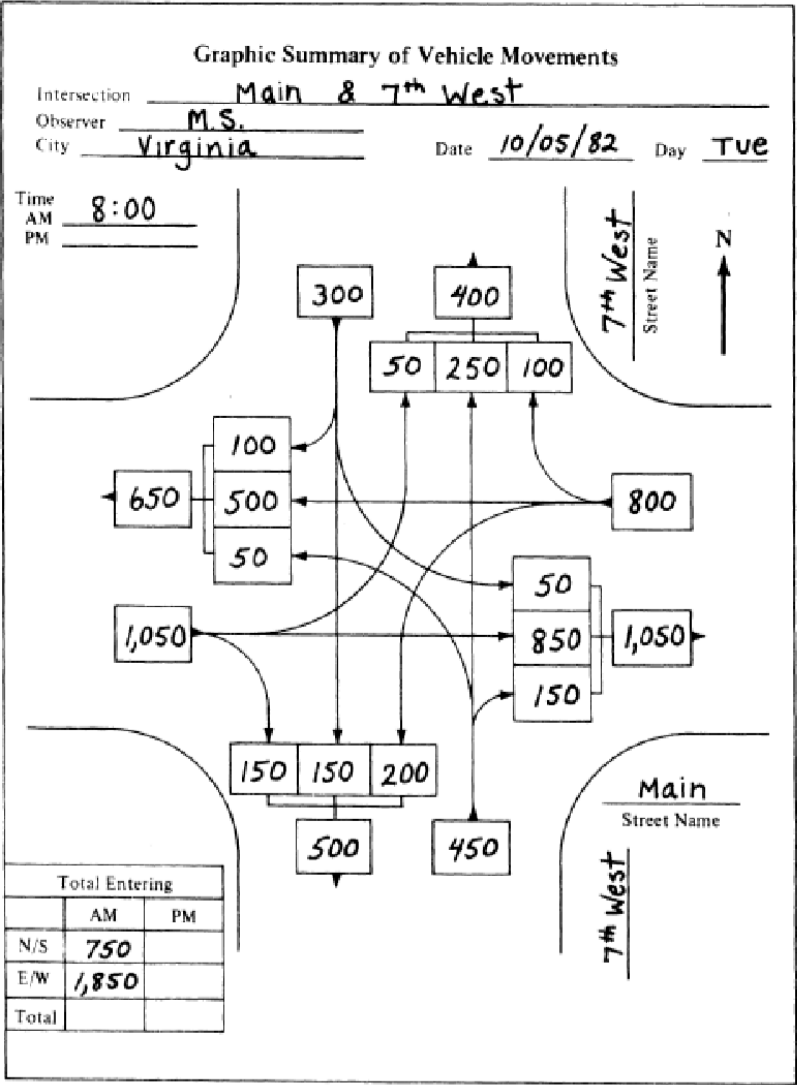 Graphic Summary of Vehicle Movements
Intersection Main & 7th West
Observer M.S.
City Virginia Date 10/05/82 Day TUE
Time
AM 8:00
PM
7th West
Street Name
N
300 400
50 250 100
100
650 500 800
50
50
1,050 850 1,050
150
150 150 200
500 450
Main
Street Name
7th West
Total Entering
AM PM
N/S 750
E/W 1,850
Total